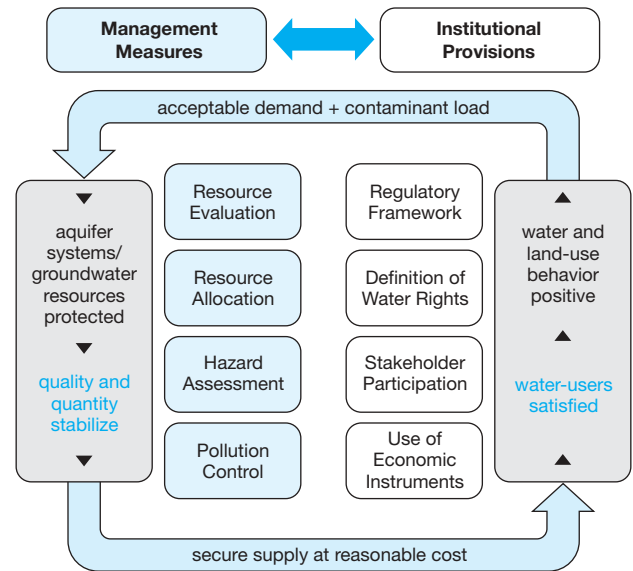 Management
Measures
Institutional
Provisions
acceptable demand + contaminant load
aquifer
systems/
groundwater
resources
protected
quality and
quantity
stabilize
Resource
Evaluation
Resource
Allocation
Hazard
Assessment
Pollution
Control
Regulatory
Framework
Definition of
Water Rights
Stakeholder
Participation
Use of
Economic
Instruments
water and
land-use
behavior
positive
water-users
satisfied
secure supply at reasonable cost